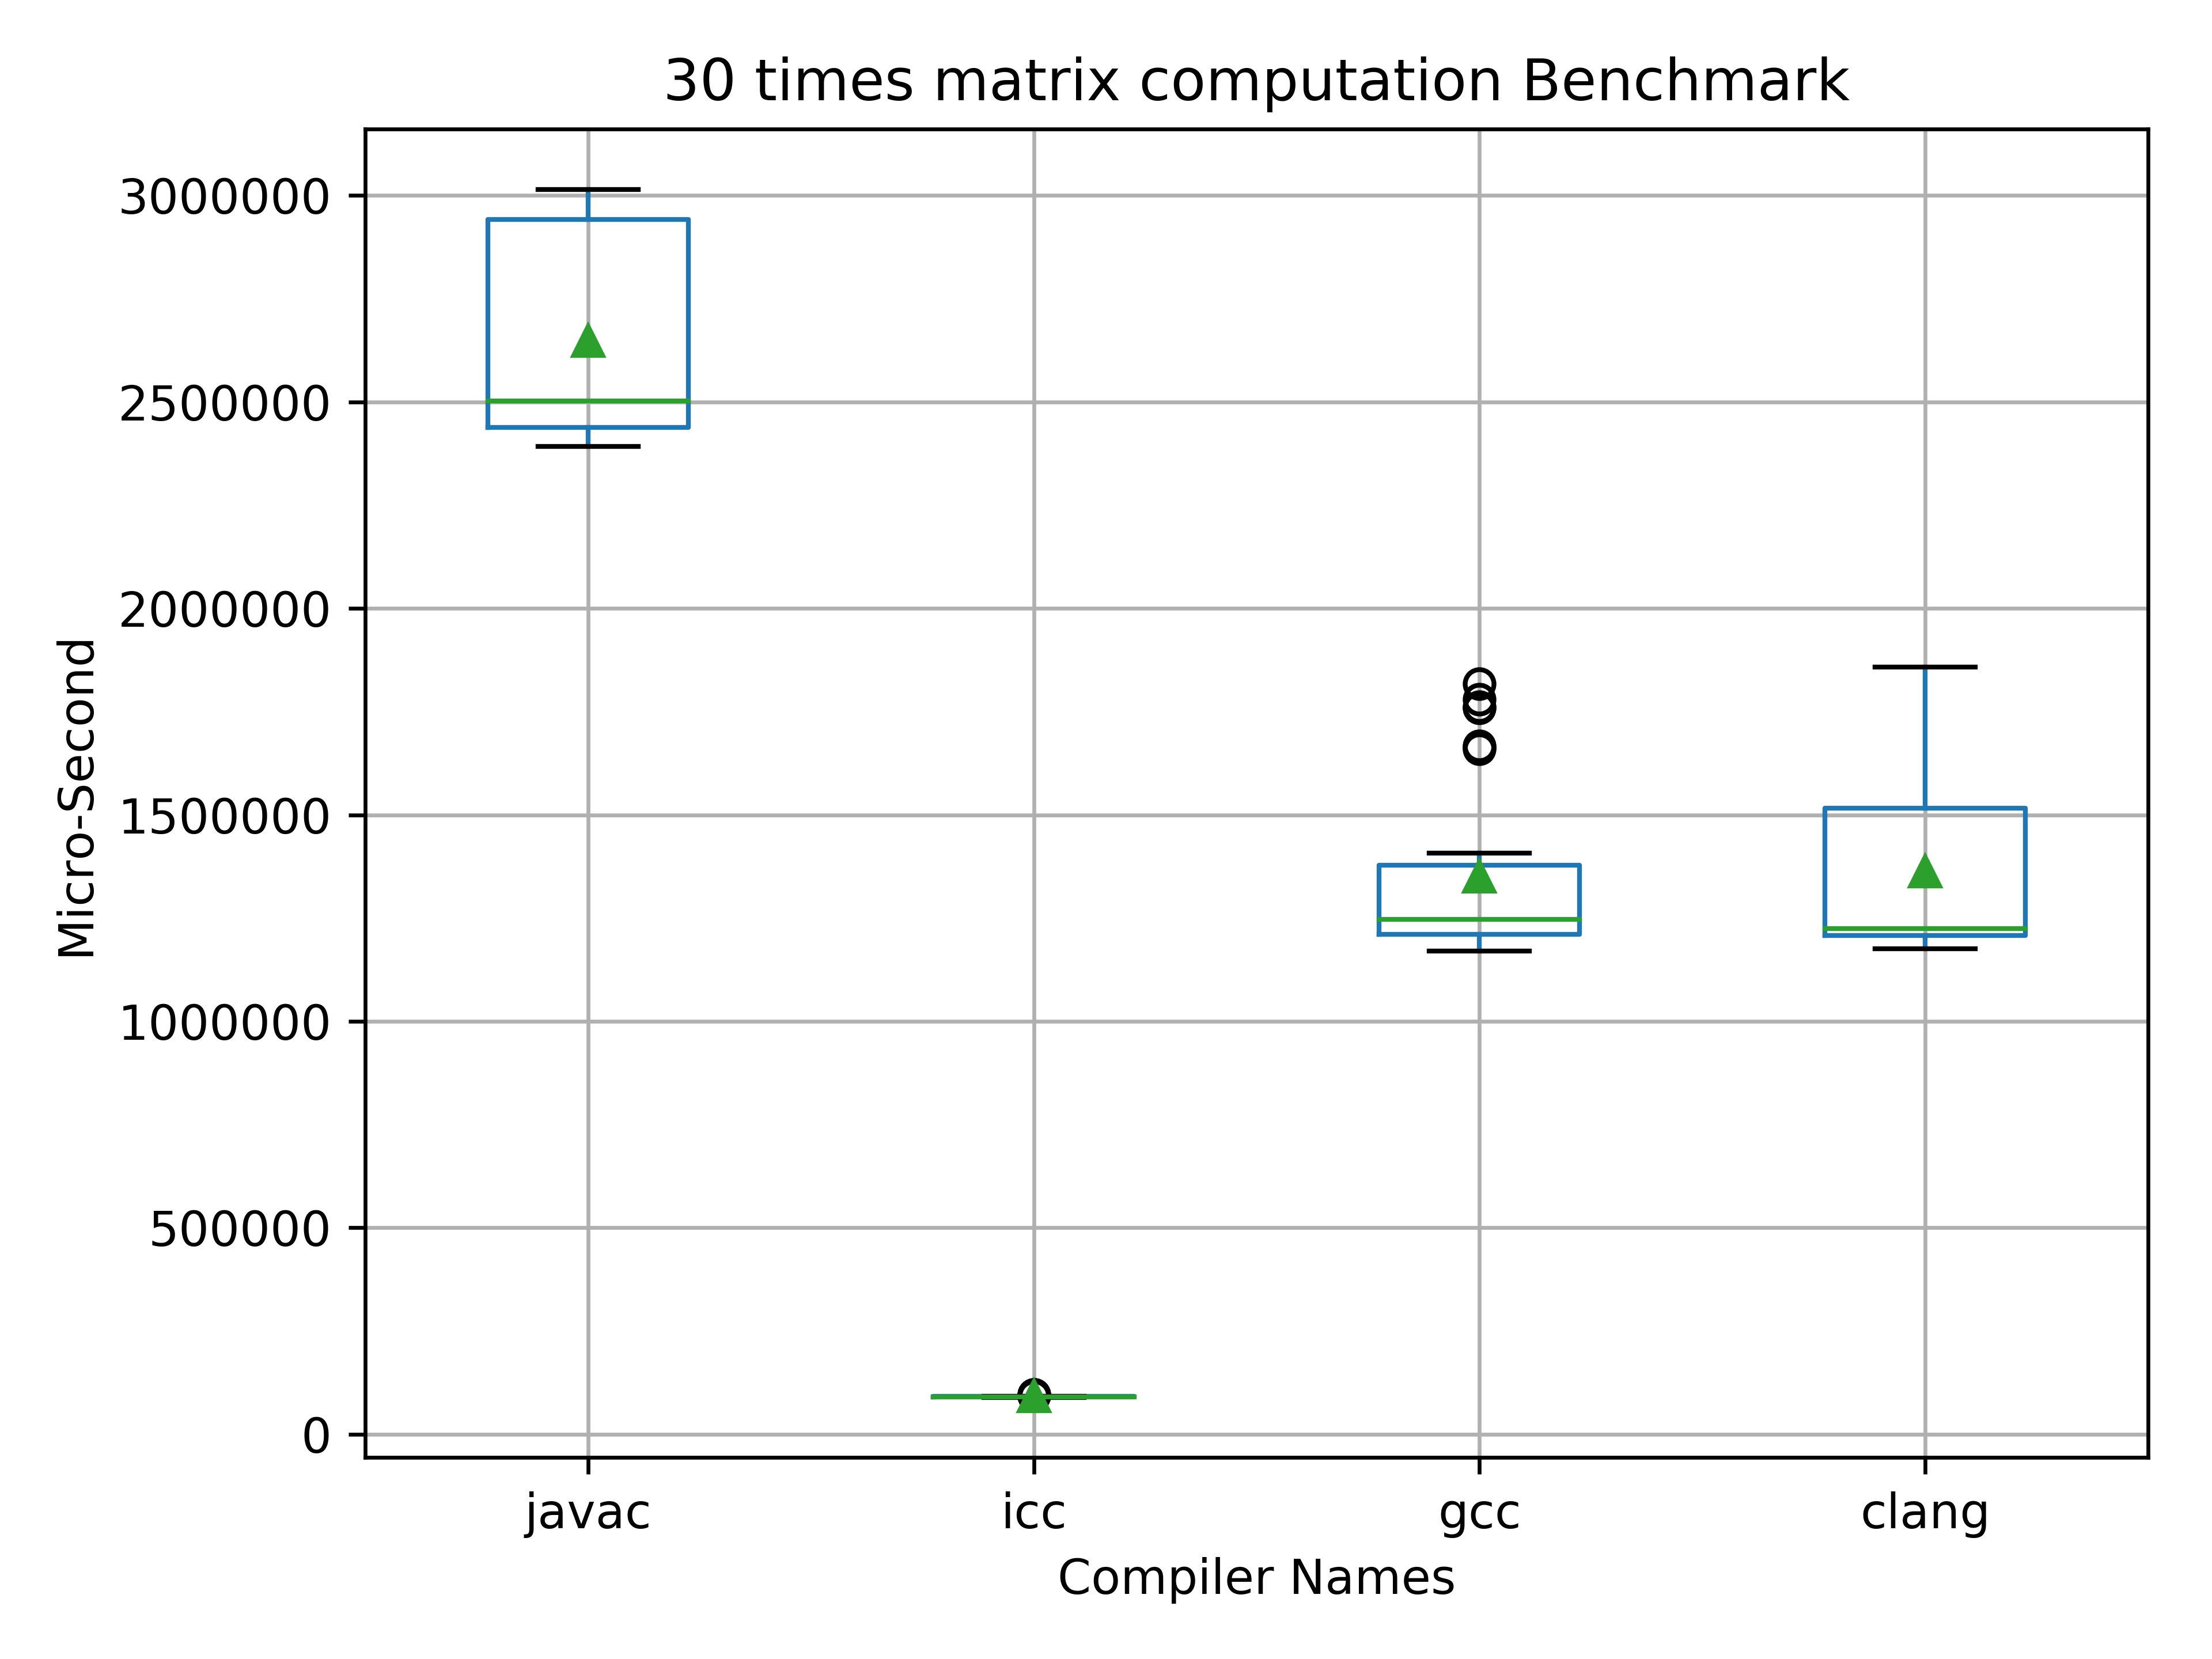 30 times matrix computation Benchmark
3000000
2500000
2000000
1500000
1000000
500000
0
Micro-Second
javac icc gcc clang
Compiler Names